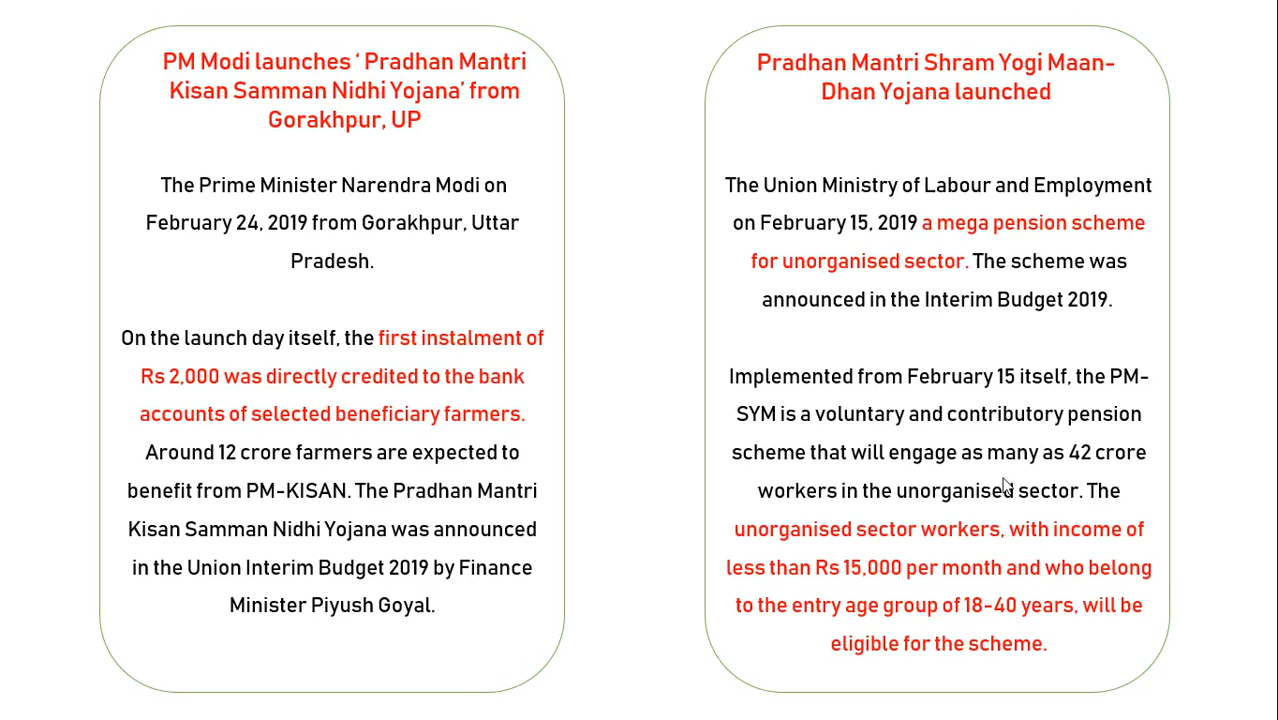 PM Modi launches ‘ Pradhan Mantri
Kisan Samman Nidhi Yojana’ from
Gorakhpur, UP
The Prime Minister Narendra Modi on
February 24, 2019 from Gorakhpur, Uttar
Pradesh.
On the launch day itself, the first instalment of
Rs 2,000 was directly credited to the bank
accounts of selected beneficiary farmers.
Around 12 crore farmers are expected to
benefit from PM-KISAN. The Pradhan Mantri
Kisan Samman Nidhi Yojana was announced
in the Union Interim Budget 2019 by Finance
Minister Piyush Goyal.
Pradhan Mantri Shram Yogi Maan-
Dhan Yojana launched
The Union Ministry of Labour and Employment
on February 15, 2019 a mega pension scheme
for unorganised sector. The scheme was
announced in the Interim Budget 2019.
Implemented from February 15 itself, the PM-
SYM is a voluntary and contributory pension
scheme that will engage as many as 42 crore
workers in the unorganised sector. The
unorganised sector workers, with income of
less than Rs 15,000 per month and who belong
to the entry age group of 18-40 years, will be
eligible for the scheme.